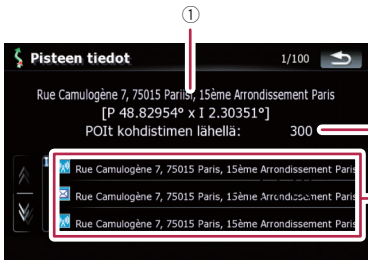 ①
Pisteen tiedot 1/100
Rue Camulogène 7, 75015 Pariisi, 15ème Arrondissement Paris
[P 48.82954° x I 2.30351°]
POIt kohdistimen lähellä: 300
Rue Camulogène 7, 75015 Paris, 15ème Arrondissement Paris
Rue Camulogène 7, 75015 Paris, 15ème Arrondissement Paris
Rue Camulogène 7, 75015 Paris, 15ème Arrondissement Paris